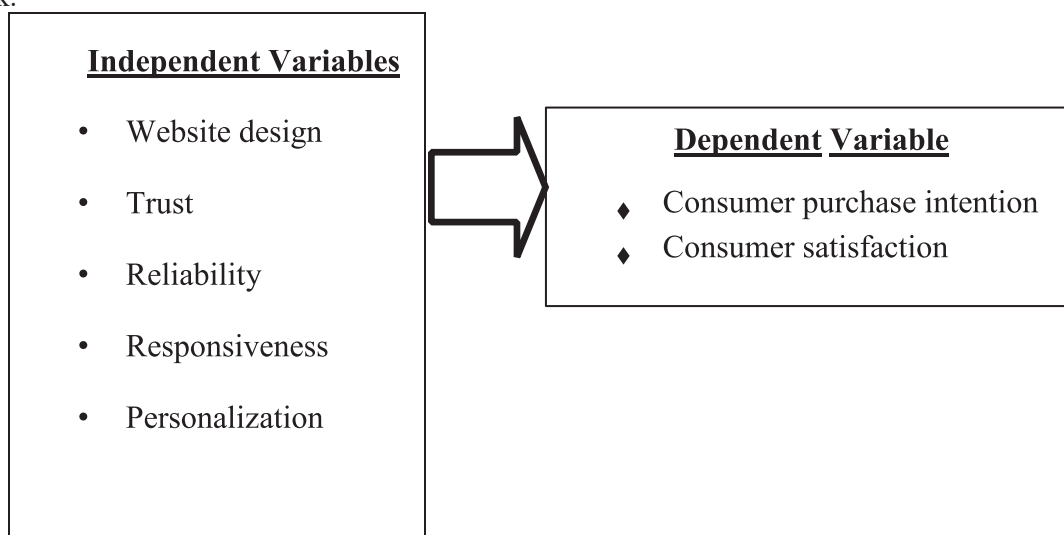 Independent Variables
• Website design
• Trust
• Reliability
• Responsiveness
• Personalization
Dependent Variable
♦ Consumer purchase intention
♦ Consumer satisfaction